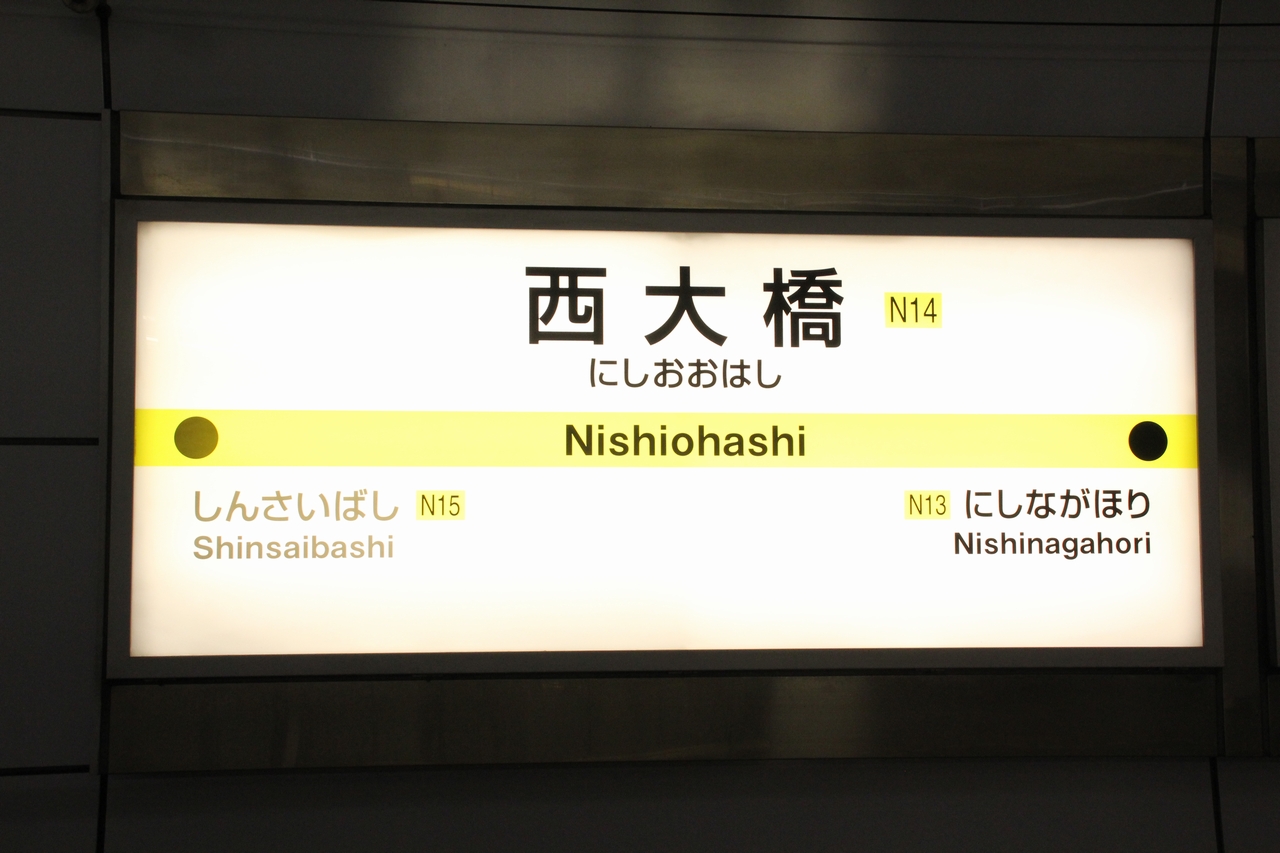 西大橋 N14
にしおおはし
Nishiohashi
しんさいばし N15
Shinsaibashi
N13 にしながほり
Nishinagahori